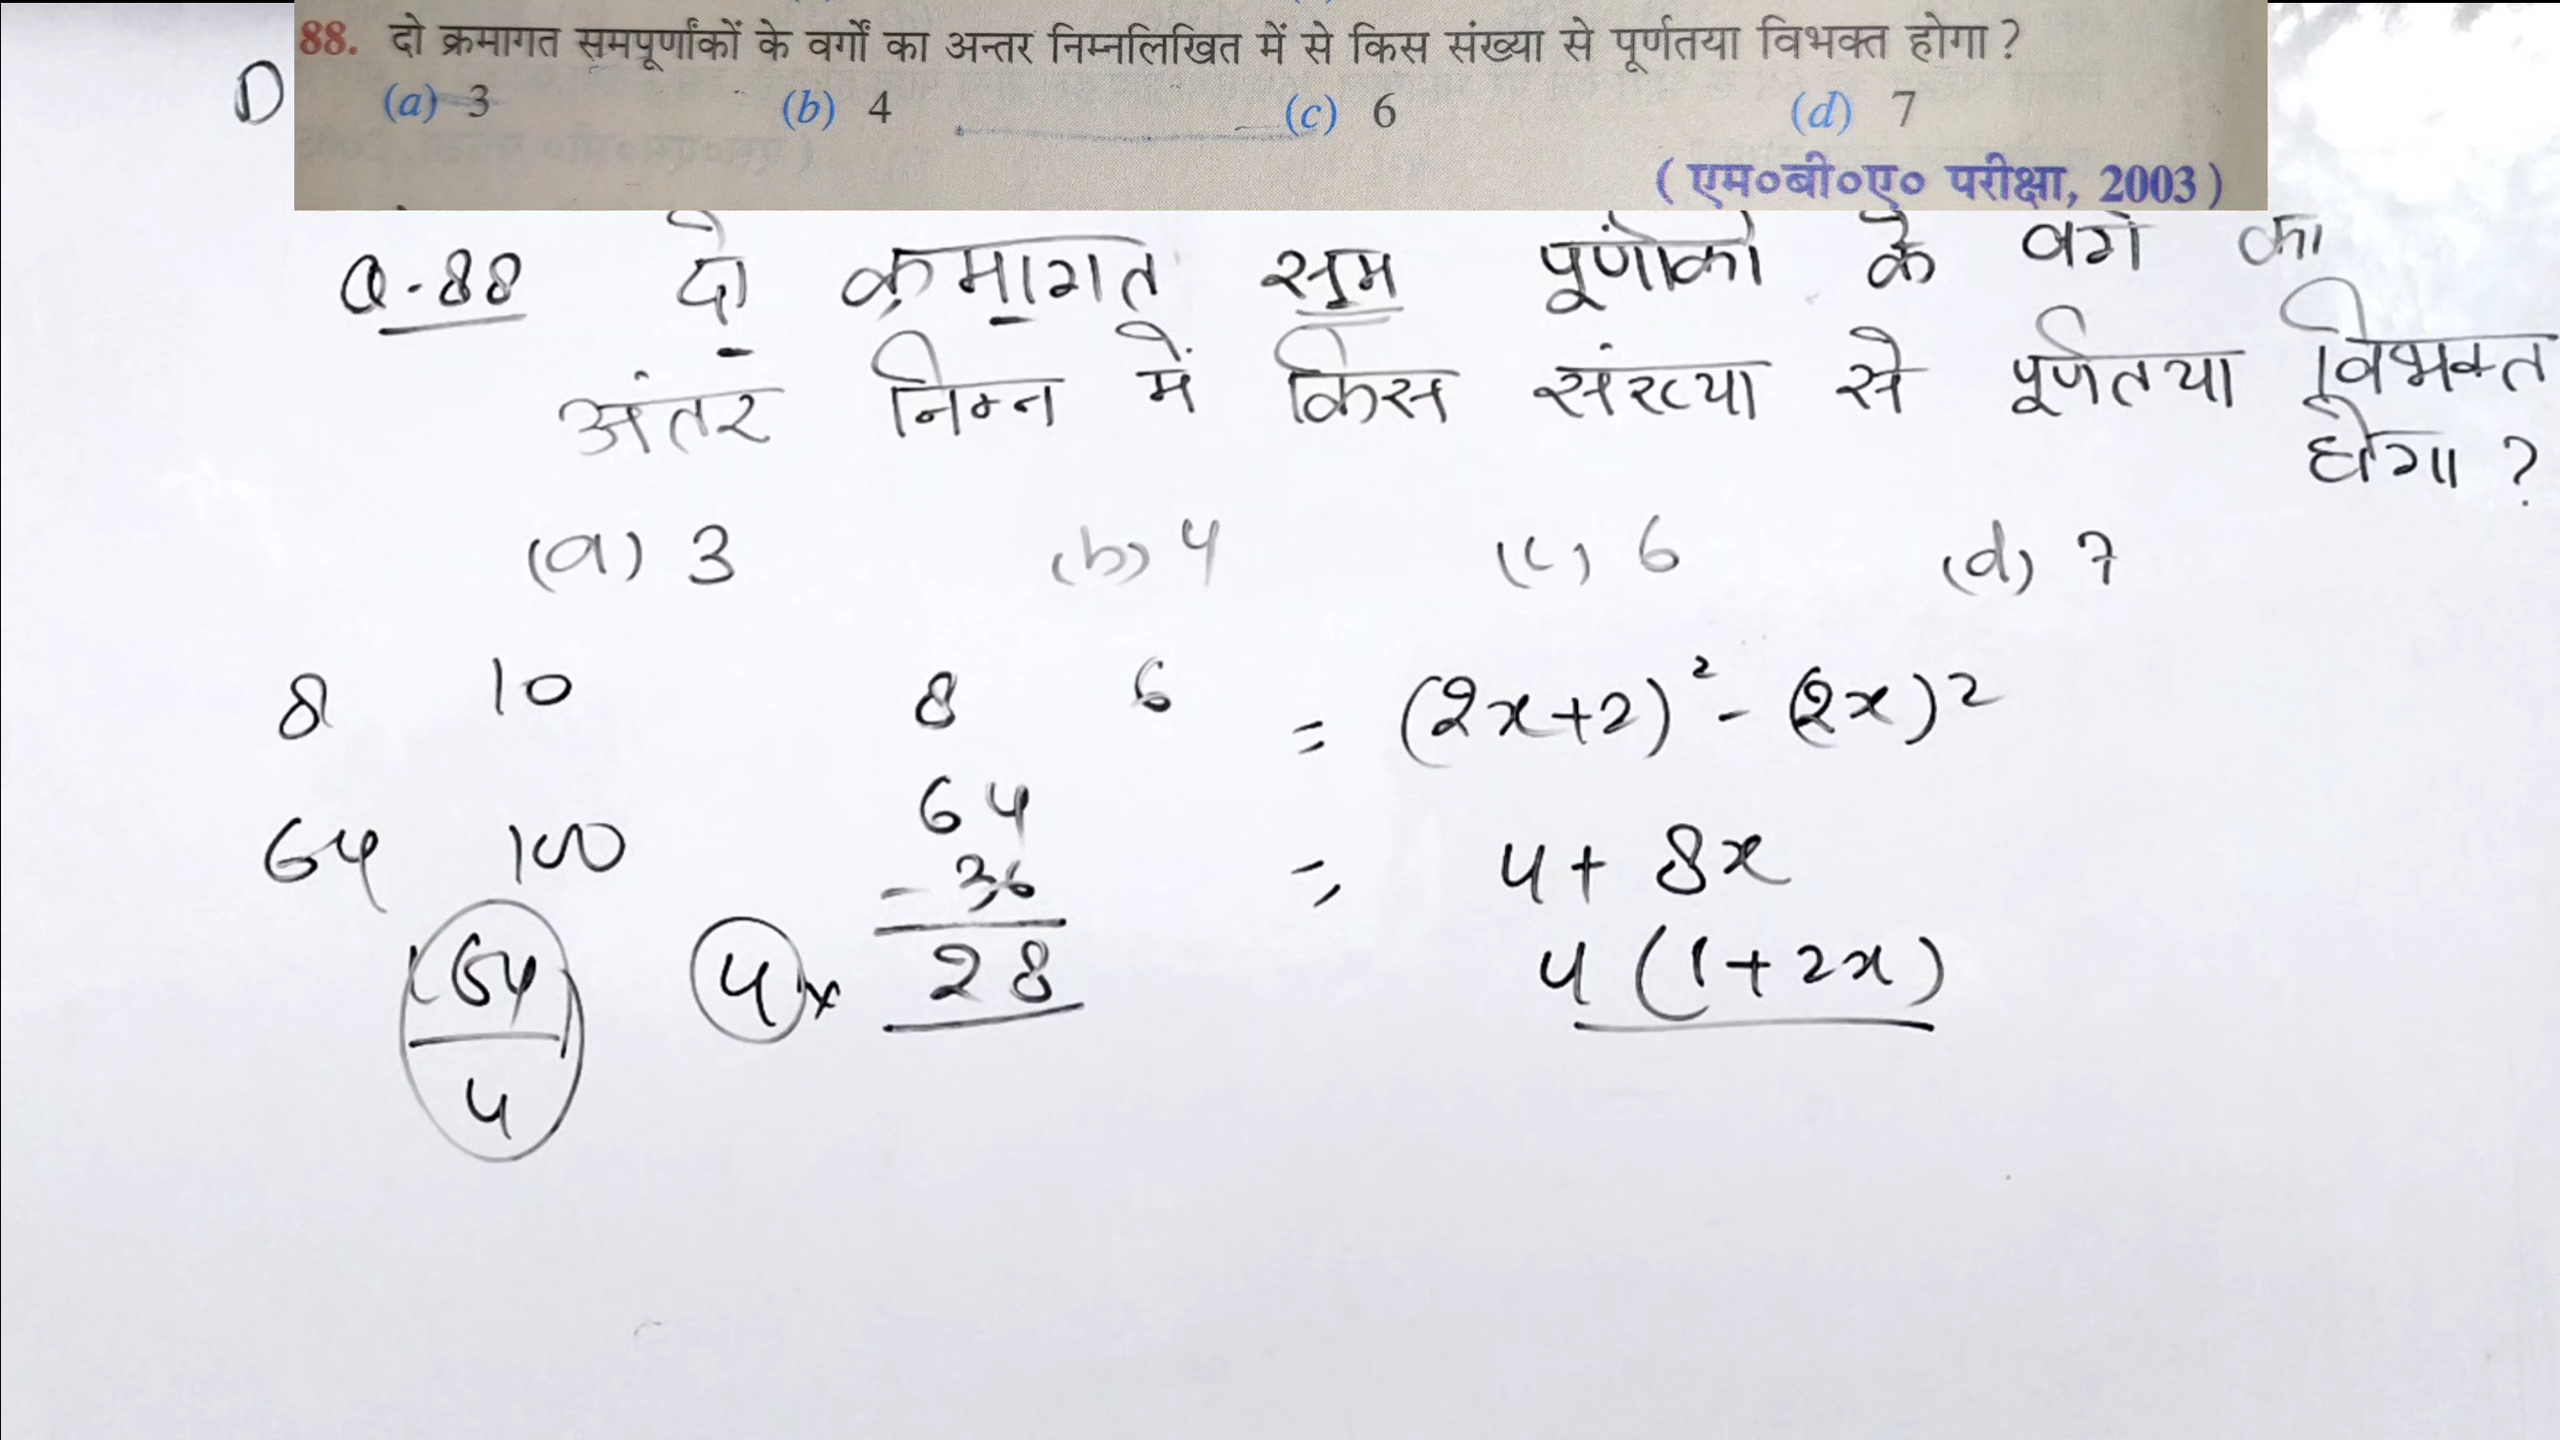 88. दो क्रमागत समपूर्णांकों के वर्गों का अन्तर निम्नलिखित में से किस संख्या से पूर्णतया विभक्त होगा ?
D
(a) 3 (b) 4 (c) 6 (d) 7
( एम०बी०ए० परीक्षा, 2003 )
Q.88 दो क्रमागत सम पूर्णांको के वर्ग का
अंतर निम्न में किस संख्या से पूर्णतया विभक्त
होगा ?
(a) 3 (b) 4 (c) 6 (d) 7
8 10 8 6 = (2x+2)² - (2x)²
64 100 64 = 4 + 8x
- 36
28 4 (1+2x)
4 ×
64
4